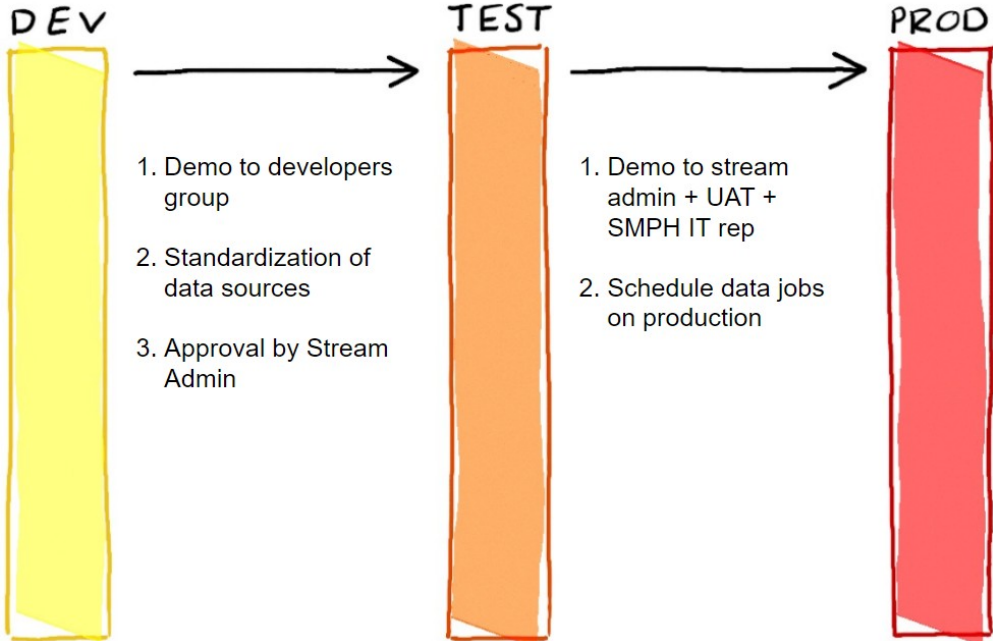 DEV
TEST
PROD
1. Demo to developers
group
2. Standardization of
data sources
3. Approval by Stream
Admin
1. Demo to stream
admin + UAT +
SMPH IT rep
2. Schedule data jobs
on production